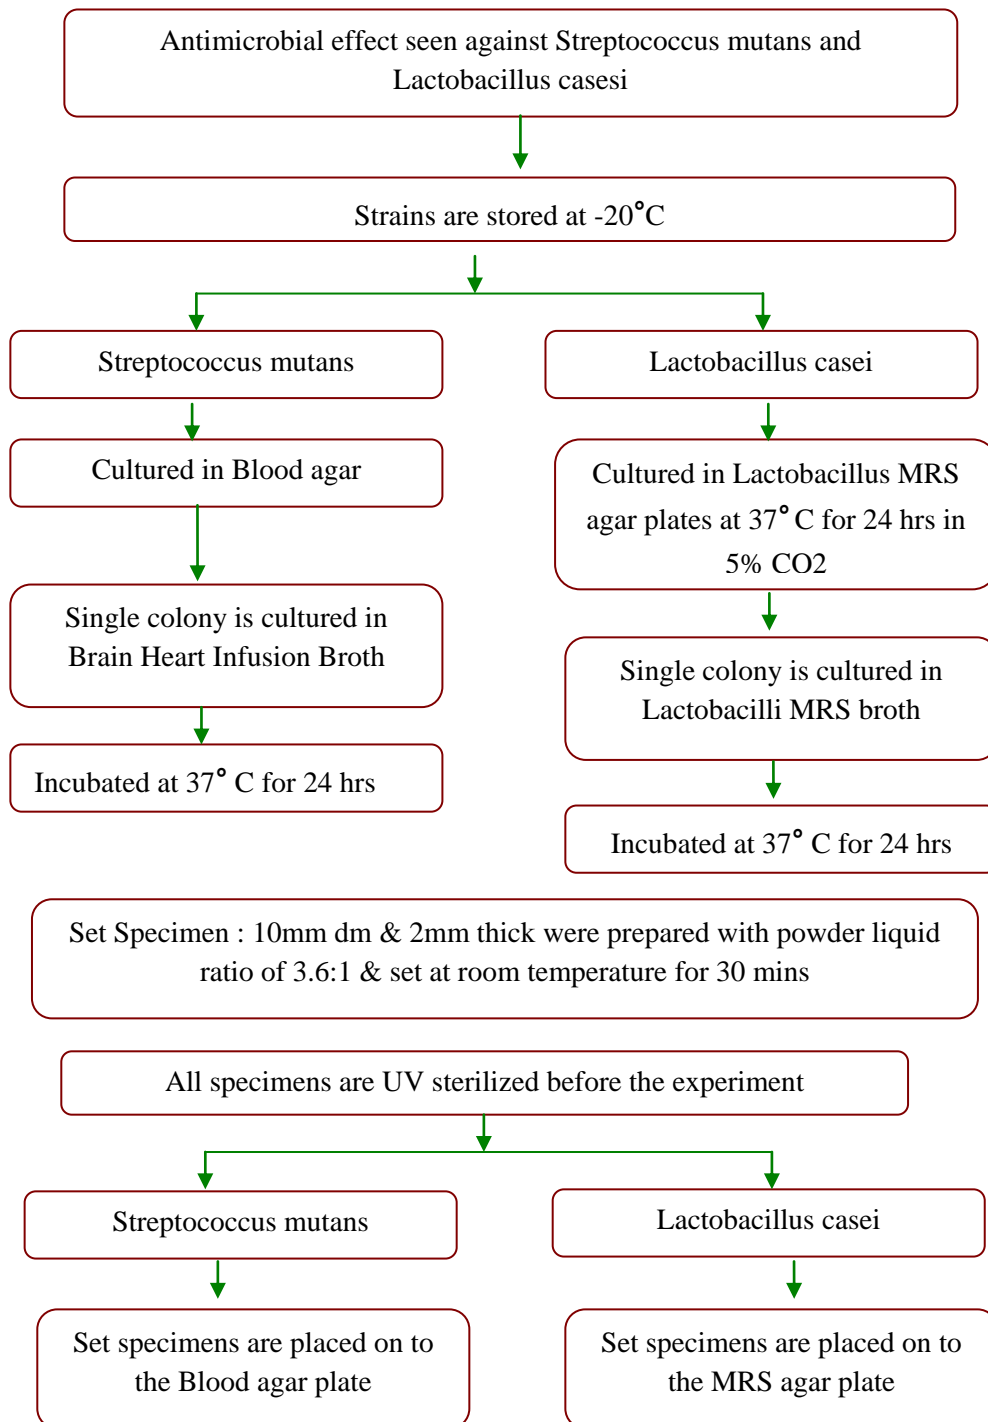 Antimicrobial effect seen against Streptococcus mutans and
Lactobacillus casesi
Strains are stored at -20°C
Streptococcus mutans
Cultured in Blood agar
Single colony is cultured in
Brain Heart Infusion Broth
Incubated at 37° C for 24 hrs
Lactobacillus casei
Cultured in Lactobacillus MRS
agar plates at 37° C for 24 hrs in
5% CO2
Single colony is cultured in
Lactobacilli MRS broth
Incubated at 37° C for 24 hrs
Set Specimen : 10mm dm & 2mm thick were prepared with powder liquid
ratio of 3.6:1 & set at room temperature for 30 mins
All specimens are UV sterilized before the experiment
Streptococcus mutans
Set specimens are placed on to
the Blood agar plate
Lactobacillus casei
Set specimens are placed on to
the MRS agar plate